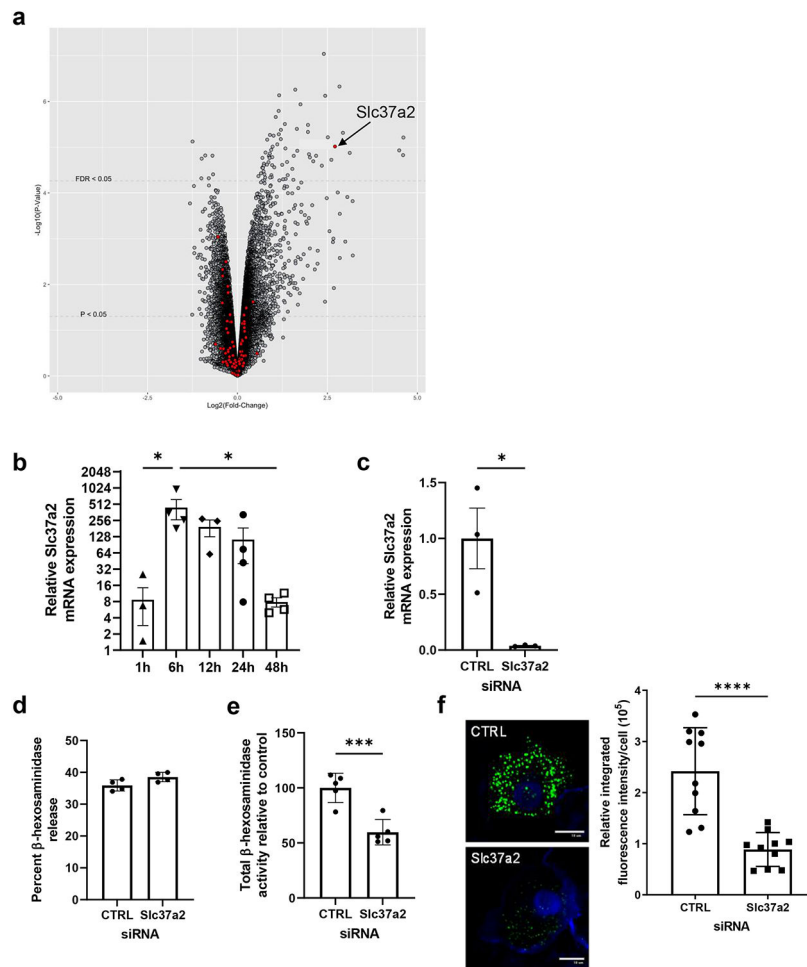 a
Slc37a2
6
4
2
0
FDR < 0.05
P < 0.05
-Log10(P-Value)
-5.0
-2.5
0.0
2.5
5.0
Log2(Fold-Change)
b
*
*
Relative Slc37a2
mRNA expression
2048
1024
512
256
128
64
32
16
8
4
2
1
1h
6h
12h
24h
48h
c
*
Relative Slc37a2
mRNA expression
1.5
1.0
0.5
0.0
CTRL
Slc37a2
siRNA
d
Percent β-hexosaminidase
release
50
40
30
20
10
0
CTRL
Slc37a2
siRNA
e
***
Total β-hexosaminidase
activity relative to control
150
100
50
0
CTRL
Slc37a2
siRNA
f
CTRL
Slc37a2
****
Relative integrated
fluorescence intensity/cell (10⁵)
4
3
2
1
0
CTRL
Slc37a2
siRNA